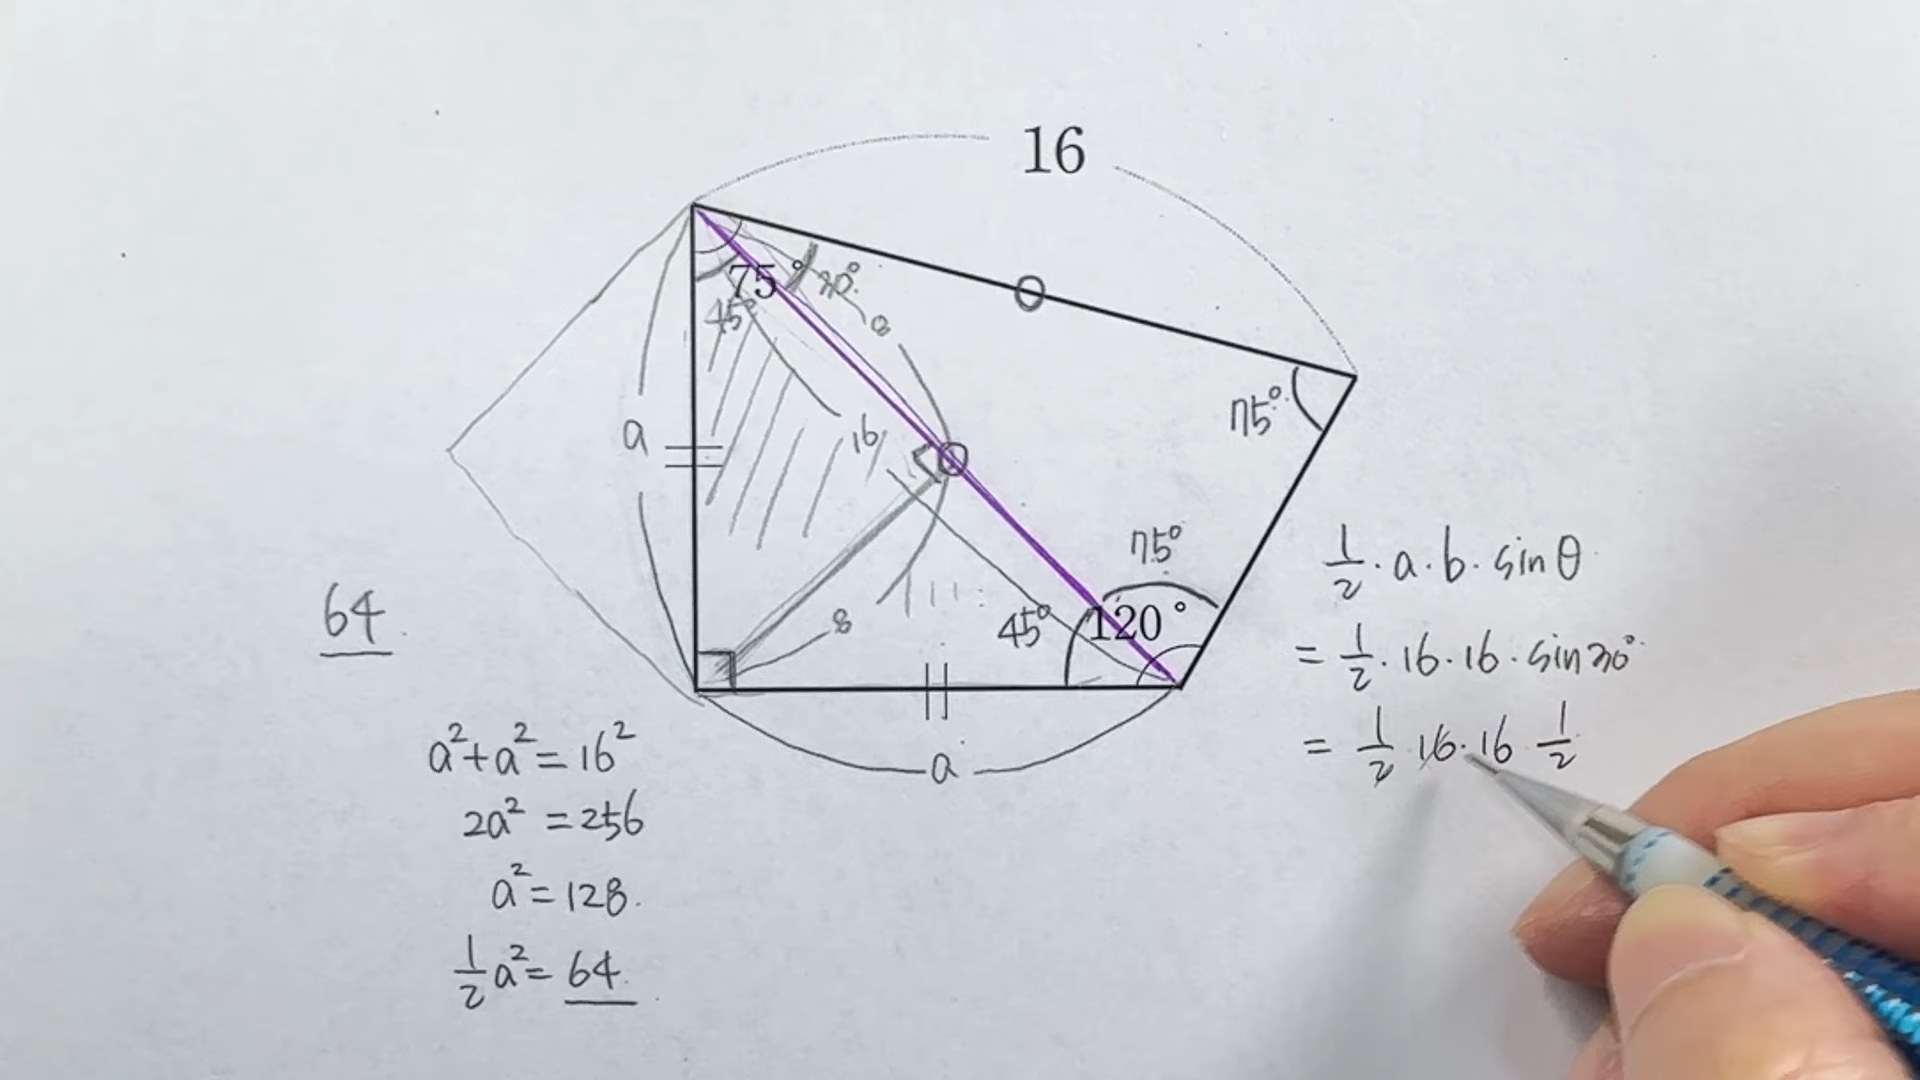 16
75°
30°
45°
8
a
16
75°
75°
8
45°
120°
a
64
a²+a²=16²
2a²=256
a²=128.
½a²=64.
½·a·b·sinθ
=½·16·16·sin30°
=½ 16·16 ½